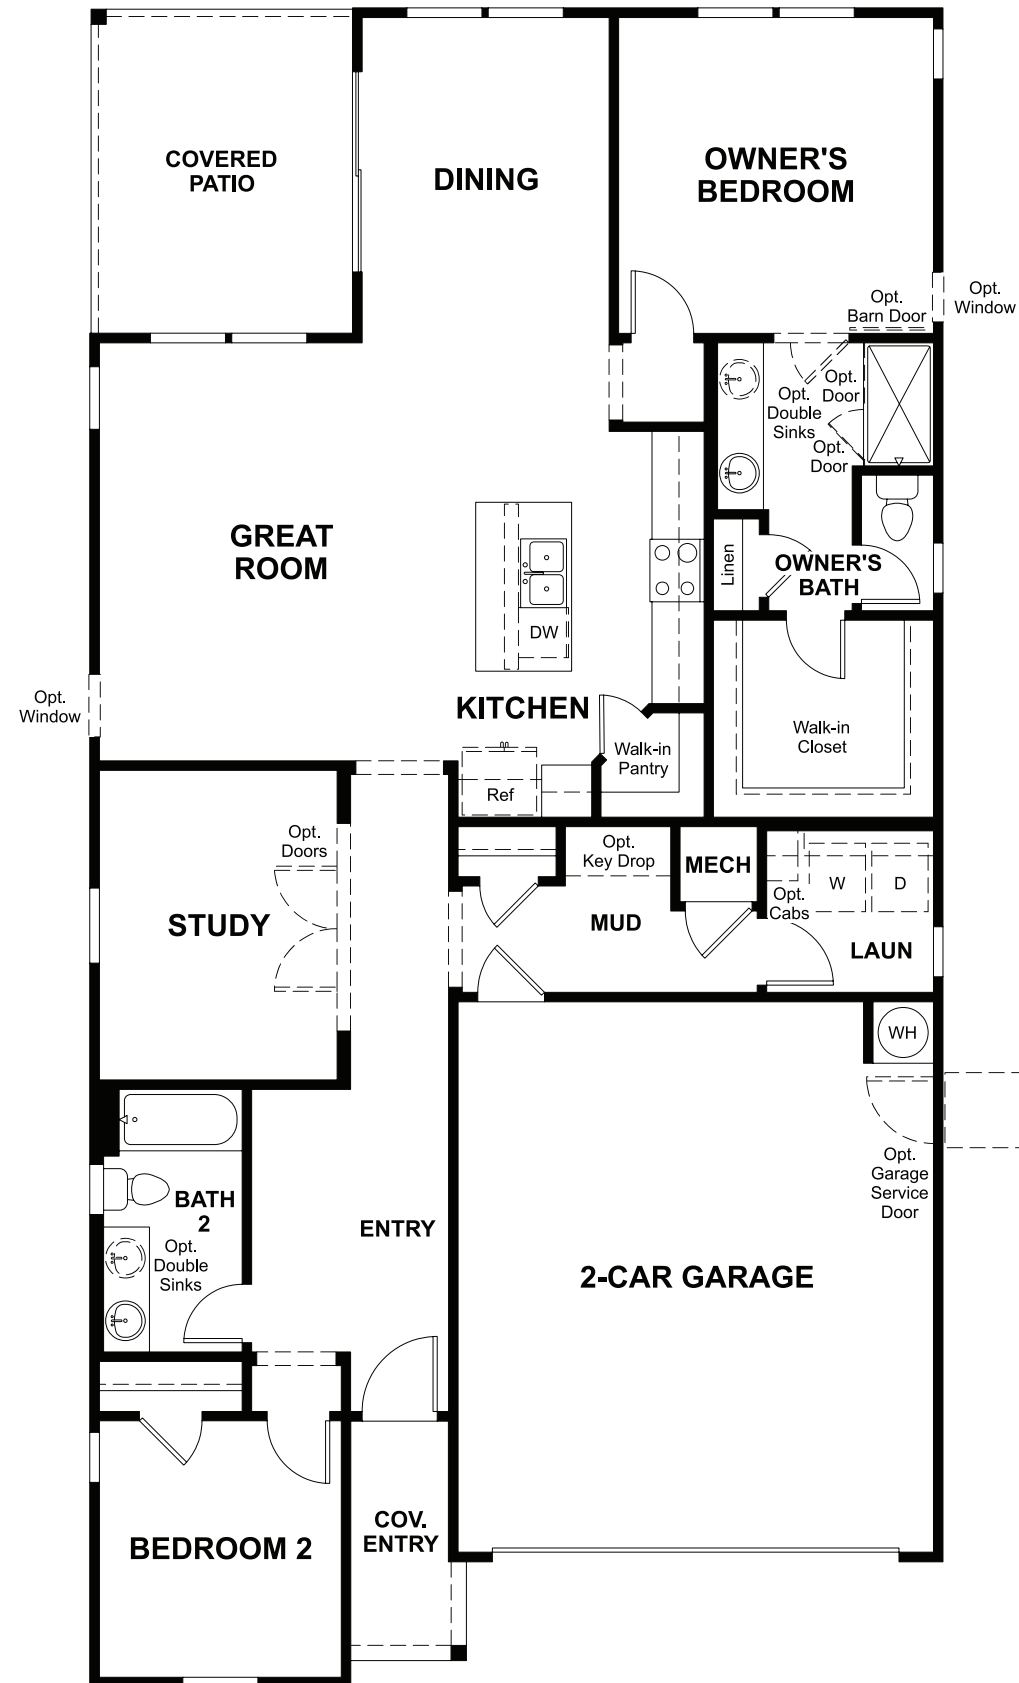 COVERED
PATIO
DINING
OWNER'S
BEDROOM
Opt.
Barn Door
Opt.
Window
Opt.
Door
Opt.
Double
Sinks
Opt.
Door
GREAT
ROOM
Linen
OWNER'S
BATH
DW
Opt.
Window
KITCHEN
Walk-in
Closet
Walk-in
Pantry
Ref
Opt.
Doors
Opt.
Key Drop
MECH
W
D
Opt.
Cabs
STUDY
MUD
LAUN
WH
Opt.
Garage
Service
Door
BATH
2
Opt.
Double
Sinks
ENTRY
2-CAR GARAGE
COV.
ENTRY
BEDROOM 2